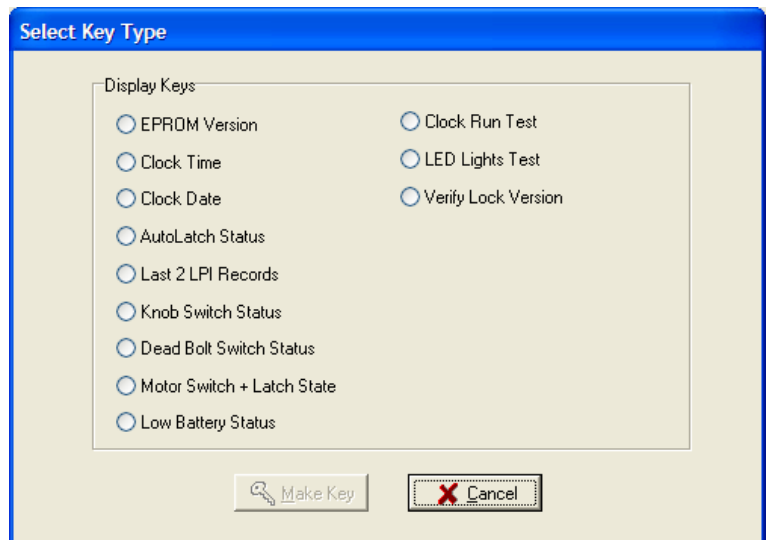 Select Key Type
Display Keys
EPROM Version
Clock Time
Clock Date
AutoLatch Status
Last 2 LPI Records
Knob Switch Status
Dead Bolt Switch Status
Motor Switch + Latch State
Low Battery Status
Clock Run Test
LED Lights Test
Verify Lock Version
Make Key
Cancel